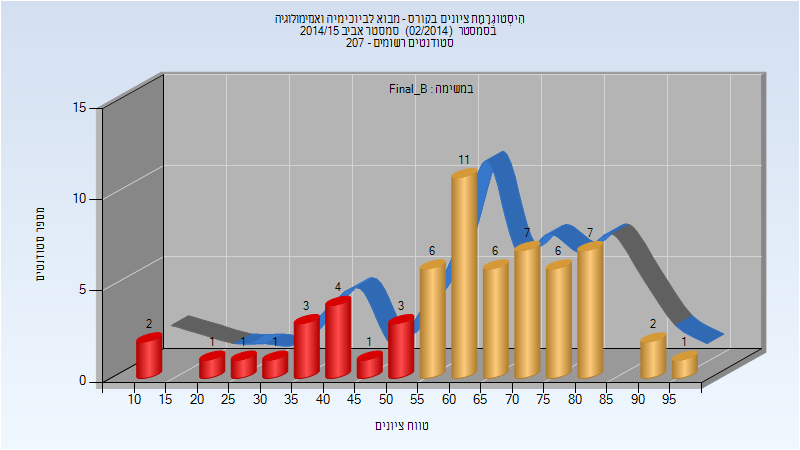 היסטוגרמת ציונים בקורס - מבוא לביוכימיה ואנזימולוגיה
בסמסטר (02/2014) סמסטר אביב 2014/15
סטודנטים רשומים - 207
במשימה : Final_B
מספר סטודנטים
15
10
5
0
2
1
1
1
3
4
1
3
6
11
6
7
6
7
2
1
10 15 20 25 30 35 40 45 50 55 60 65 70 75 80 85 90 95
טווח ציונים